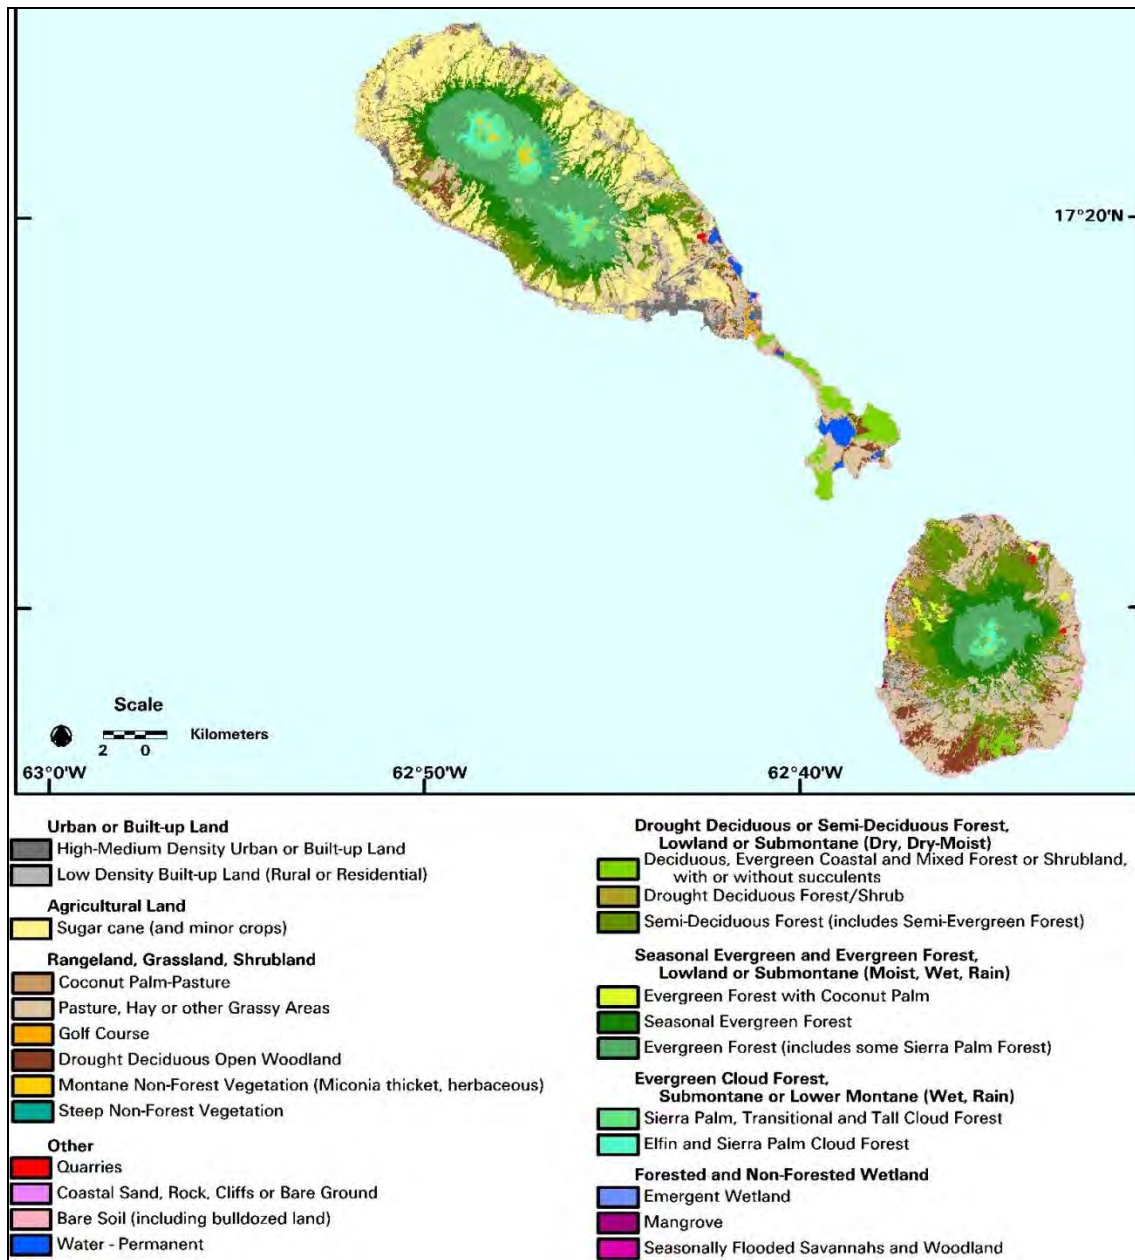 17°20'N
Scale
Kilometers
2 0
63°0'W 62°50'W 62°40'W
Urban or Built-up Land
High-Medium Density Urban or Built-up Land
Low Density Built-up Land (Rural or Residential)
Agricultural Land
Sugar cane (and minor crops)
Rangeland, Grassland, Shrubland
Coconut Palm-Pasture
Pasture, Hay or other Grassy Areas
Golf Course
Drought Deciduous Open Woodland
Montane Non-Forest Vegetation (Miconia thicket, herbaceous)
Steep Non-Forest Vegetation
Other
Quarries
Coastal Sand, Rock, Cliffs or Bare Ground
Bare Soil (including bulldozed land)
Water - Permanent
Drought Deciduous or Semi-Deciduous Forest,
Lowland or Submontane (Dry, Dry-Moist)
Deciduous, Evergreen Coastal and Mixed Forest or Shrubland,
with or without succulents
Drought Deciduous Forest/Shrub
Semi-Deciduous Forest (includes Semi-Evergreen Forest)
Seasonal Evergreen and Evergreen Forest,
Lowland or Submontane (Moist, Wet, Rain)
Evergreen Forest with Coconut Palm
Seasonal Evergreen Forest
Evergreen Forest (includes some Sierra Palm Forest)
Evergreen Cloud Forest,
Submontane or Lower Montane (Wet, Rain)
Sierra Palm, Transitional and Tall Cloud Forest
Elfin and Sierra Palm Cloud Forest
Forested and Non-Forested Wetland
Emergent Wetland
Mangrove
Seasonally Flooded Savannahs and Woodland